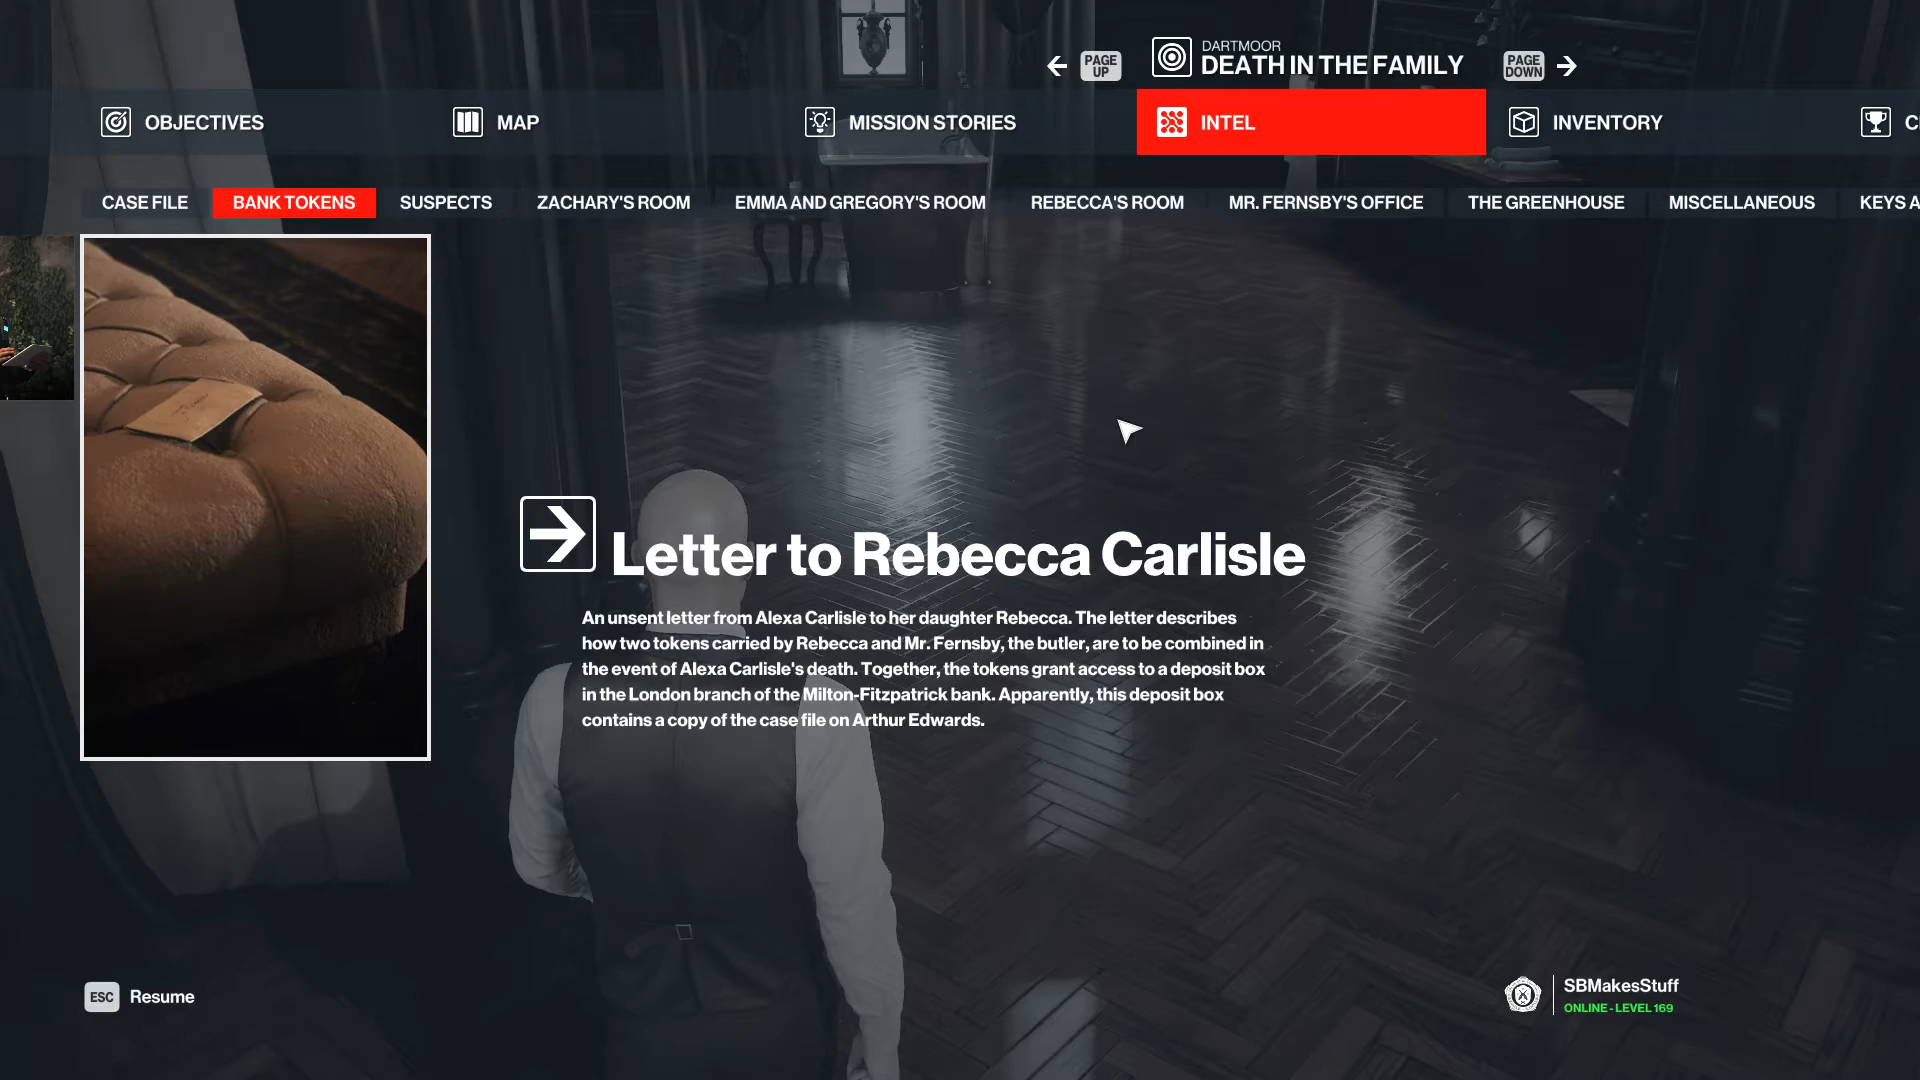 PAGE UP
DARTMOOR
DEATH IN THE FAMILY
PAGE DOWN
OBJECTIVES
MAP
MISSION STORIES
INTEL
INVENTORY
CASE FILE
BANK TOKENS
SUSPECTS
ZACHARY'S ROOM
EMMA AND GREGORY'S ROOM
REBECCA'S ROOM
MR. FERNSBY'S OFFICE
THE GREENHOUSE
MISCELLANEOUS
KEYS
Letter to Rebecca Carlisle
An unsent letter from Alexa Carlisle to her daughter Rebecca. The letter describes
how two tokens carried by Rebecca and Mr. Fernsby, the butler, are to be combined in
the event of Alexa Carlisle's death. Together, the tokens grant access to a deposit box
in the London branch of the Milton-Fitzpatrick bank. Apparently, this deposit box
contains a copy of the case file on Arthur Edwards.
ESC Resume
SBMakesStuff
ONLINE - LEVEL 169